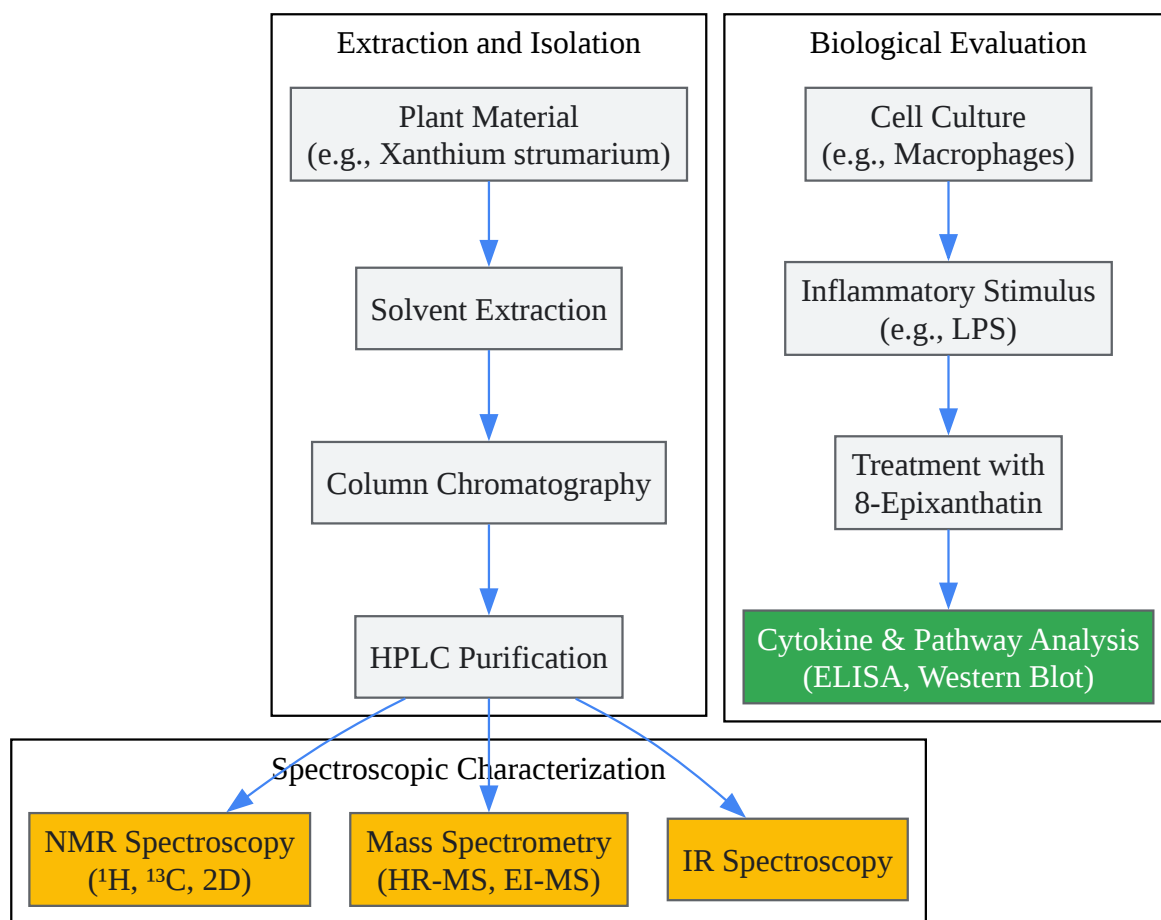 Extraction and Isolation
Plant Material
(e.g., Xanthium strumarium)
Solvent Extraction
Column Chromatography
HPLC Purification
Biological Evaluation
Cell Culture
(e.g., Macrophages)
Inflammatory Stimulus
(e.g., LPS)
Treatment with
8-Epixanthatin
Cytokine & Pathway Analysis
(ELISA, Western Blot)
Spectroscopic Characterization
NMR Spectroscopy
(¹H, ¹³C, 2D)
Mass Spectrometry
(HR-MS, EI-MS)
IR Spectroscopy